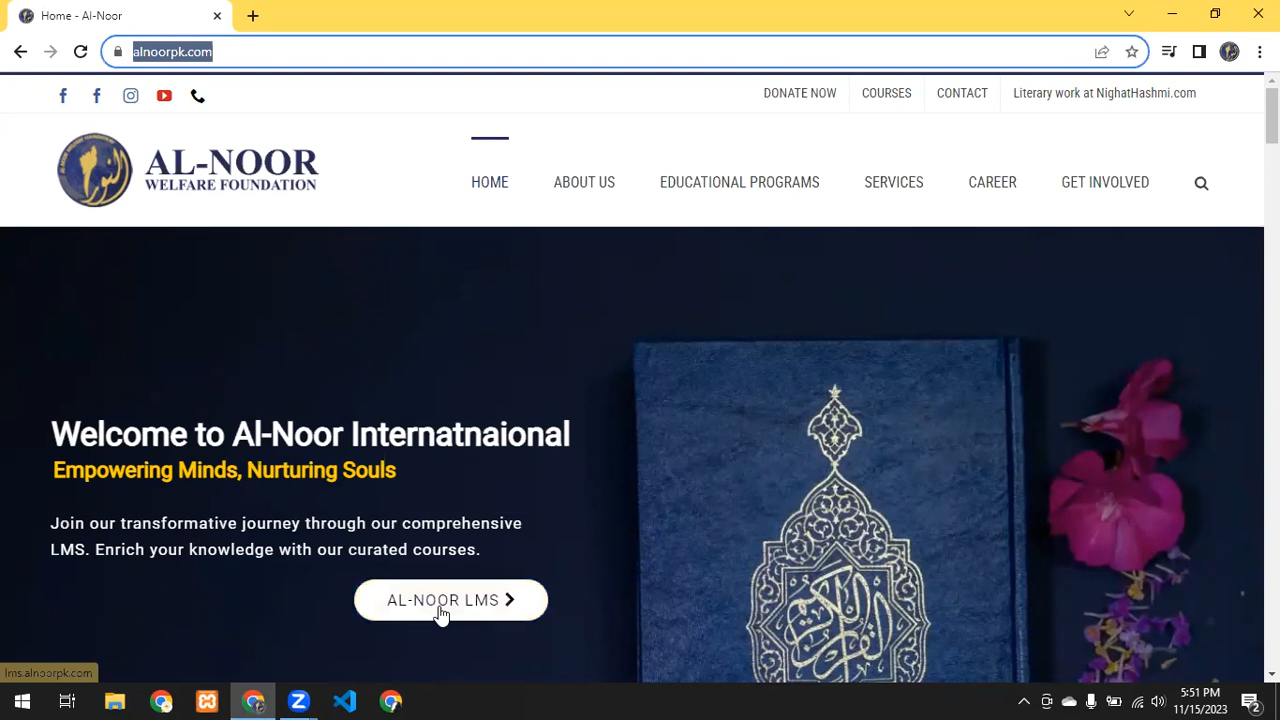 Home - Al-Noor
alnoorpk.com
DONATE NOW
COURSES
CONTACT
Literary work at NighatHashmi.com
AL-NOOR
WELFARE FOUNDATION
HOME
ABOUT US
EDUCATIONAL PROGRAMS
SERVICES
CAREER
GET INVOLVED
Welcome to Al-Noor Internatnaional
Empowering Minds, Nurturing Souls
Join our transformative journey through our comprehensive
LMS. Enrich your knowledge with our curated courses.
AL-NOOR LMS
القرآن الكريم
lms.alnoorpk.com
5:51 PM
11/15/2023
2